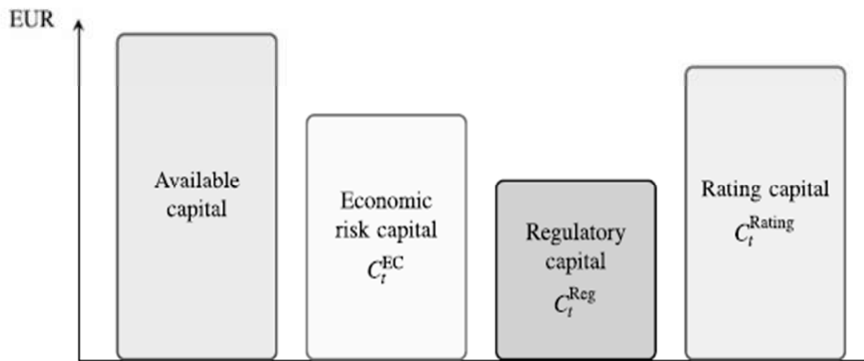 EUR
Available
capital
Economic
risk capital
C_t^EC
Regulatory
capital
C_t^Reg
Rating capital
C_t^Rating